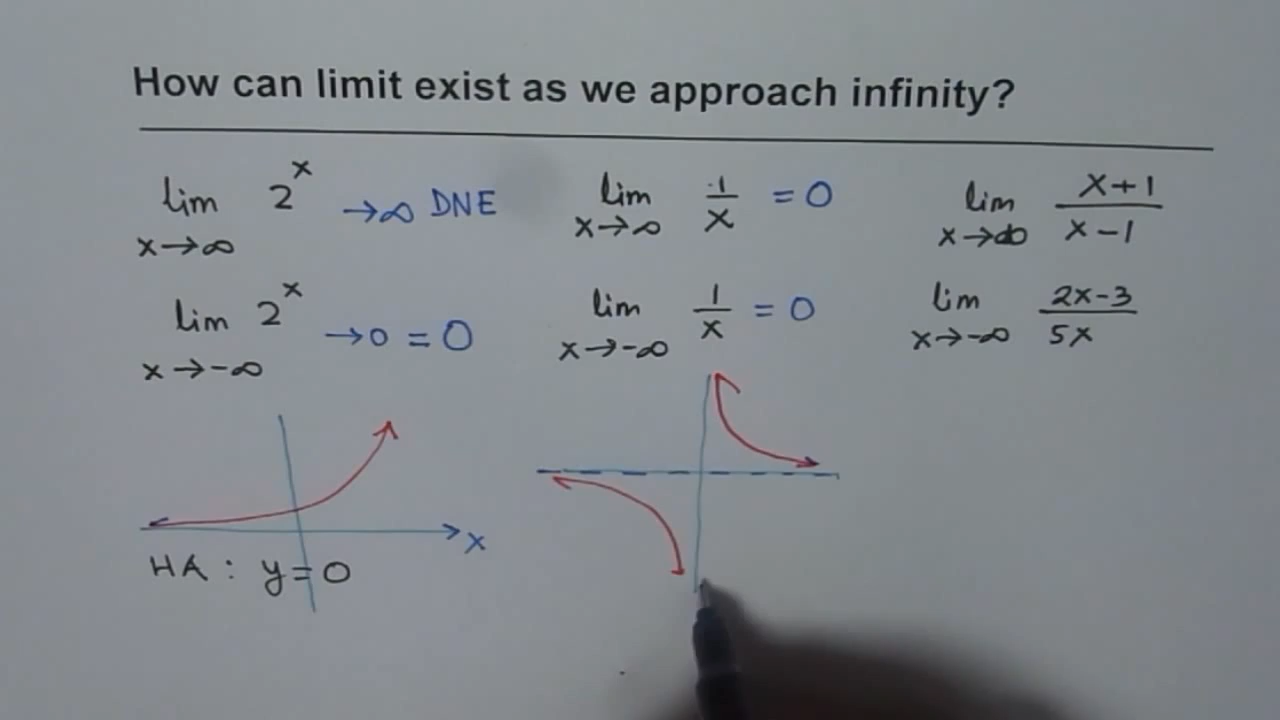 How can limit exist as we approach infinity?
lim x→∞ 2^x →∞ DNE
lim x→-∞ 2^x →0 = 0
HA : y=0
x
lim x→∞ 1/x = 0
lim x→-∞ 1/x = 0
lim x→∞ (x+1)/(x-1)
lim x→-∞ (2x-3)/(5x)